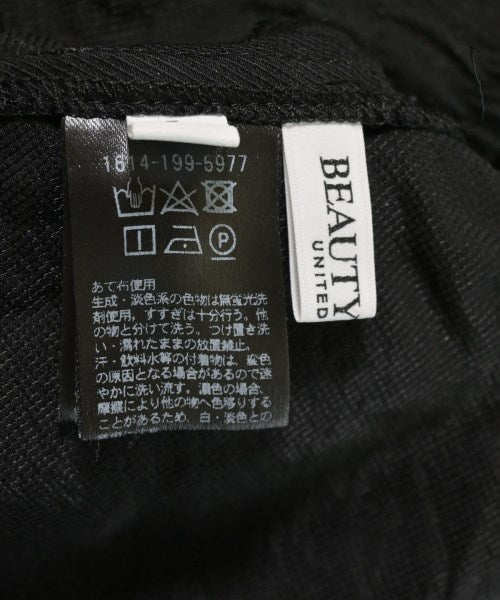 1614-199-5977
あて布使用
生成・淡色系の色物は無蛍光洗
剤使用。すすぎは十分行う。他
の物と分けて洗う。つけ置き洗
い・濡れたままの放置禁止。
汗・飲料水等の付着物は、変色
の原因となる場合があるので速
やかに洗い流す。濃色の場合、
摩擦により他の物へ色移りする
ことがあるため、白・淡色との
BEAUTY
UNITED